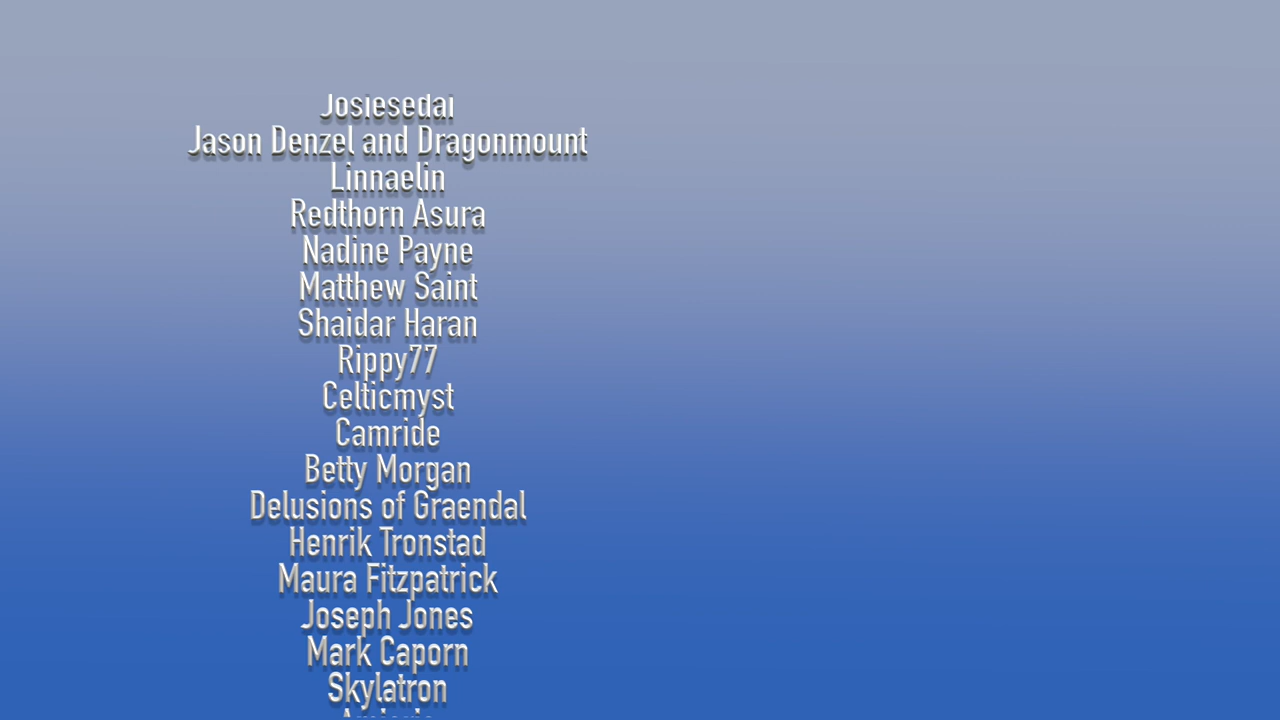 Josiesedai
Jason Denzel and Dragonmount
Linnaelin
Redthorn Asura
Nadine Payne
Matthew Saint
Shaidar Haran
Rippy77
Celticmyst
Camride
Betty Morgan
Delusions of Graendal
Henrik Tronstad
Maura Fitzpatrick
Joseph Jones
Mark Caporn
Skylatron